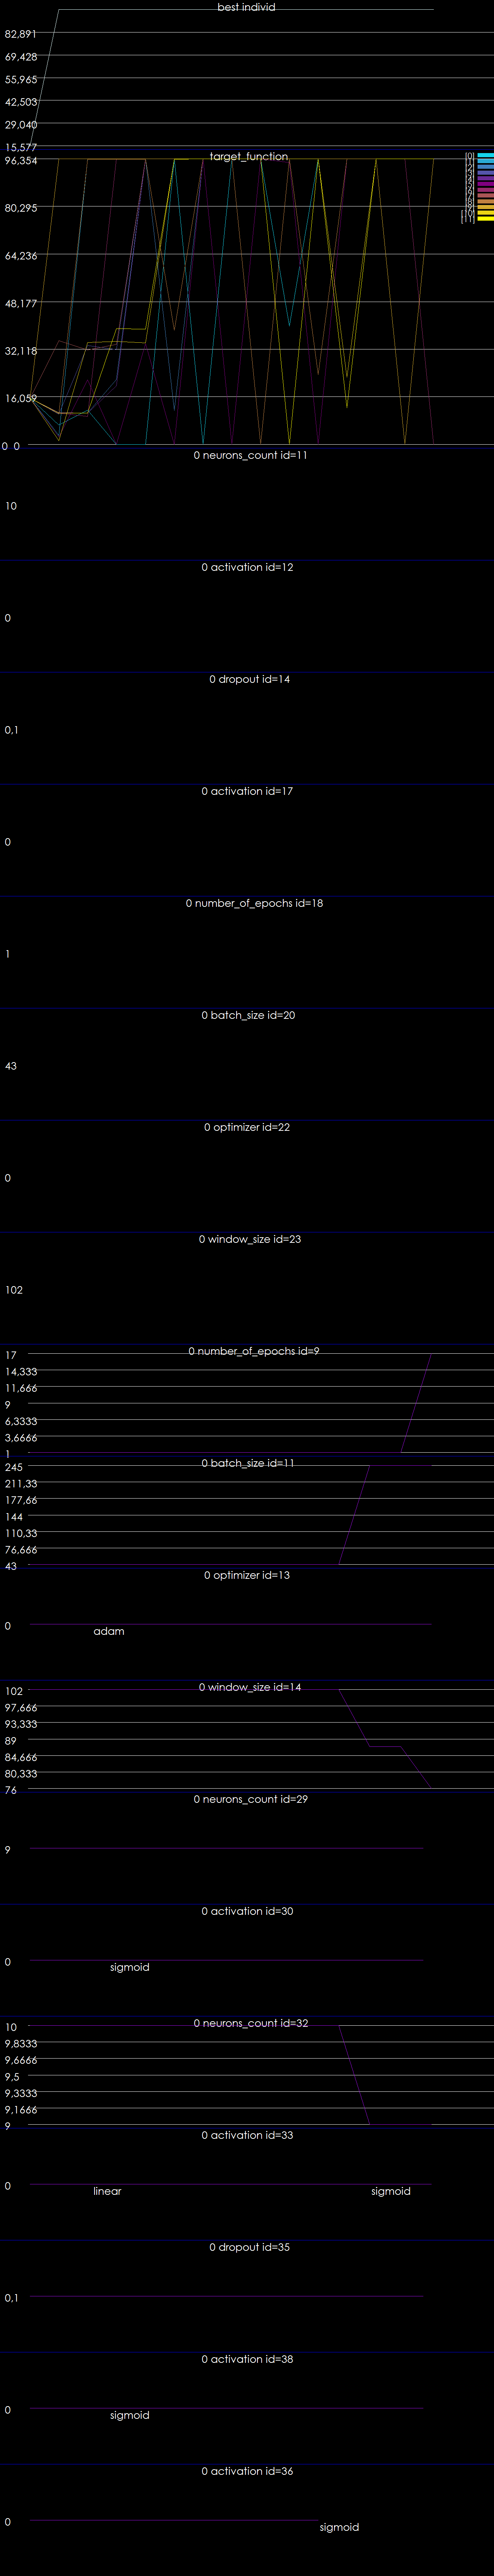 best individ
82,891
69,428
55,965
42,503
29,040
15,577
target_function
96,354
80,295
64,236
48,177
32,118
16,059
0 0
[0]
[1]
[2]
[3]
[4]
[5]
[6]
[7]
[8]
[9]
[10]
[11]
0 neurons_count id=11
10
0 activation id=12
0
0 dropout id=14
0,1
0 activation id=17
0
0 number_of_epochs id=18
1
0 batch_size id=20
43
0 optimizer id=22
0
0 window_size id=23
102
0 number_of_epochs id=9
17
14,333
11,666
9
6,3333
3,6666
1
0 batch_size id=11
245
211,33
177,66
144
110,33
76,666
43
0 optimizer id=13
0
adam
0 window_size id=14
102
97,666
93,333
89
84,666
80,333
76
0 neurons_count id=29
9
0 activation id=30
0
sigmoid
0 neurons_count id=32
10
9,8333
9,6666
9,5
9,3333
9,1666
9
0 activation id=33
0
linear sigmoid
0 dropout id=35
0,1
0 activation id=38
0
sigmoid
0 activation id=36
0
sigmoid